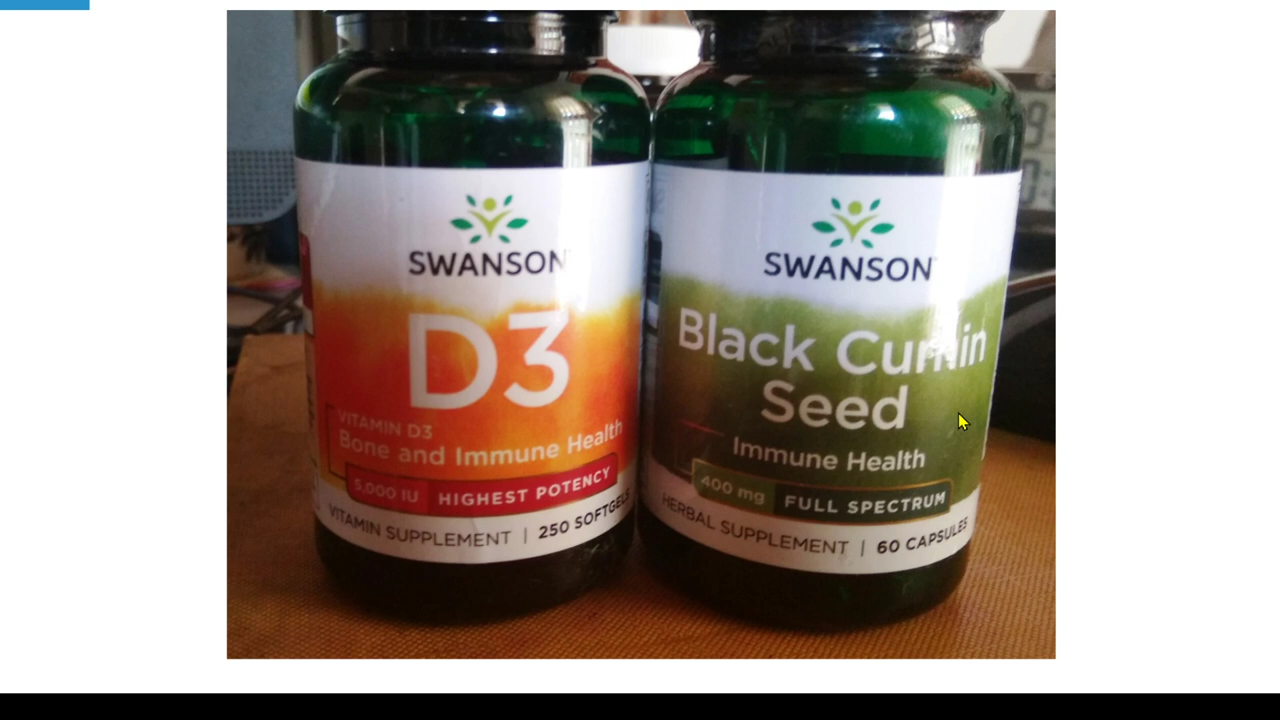 SWANSON
D3
VITAMIN D3
Bone and Immune Health
5,000 IU HIGHEST POTENCY
VITAMIN SUPPLEMENT | 250 SOFTGELS
SWANSON
Black Cumin
Seed
Immune Health
400 mg FULL SPECTRUM
HERBAL SUPPLEMENT | 60 CAPSULES